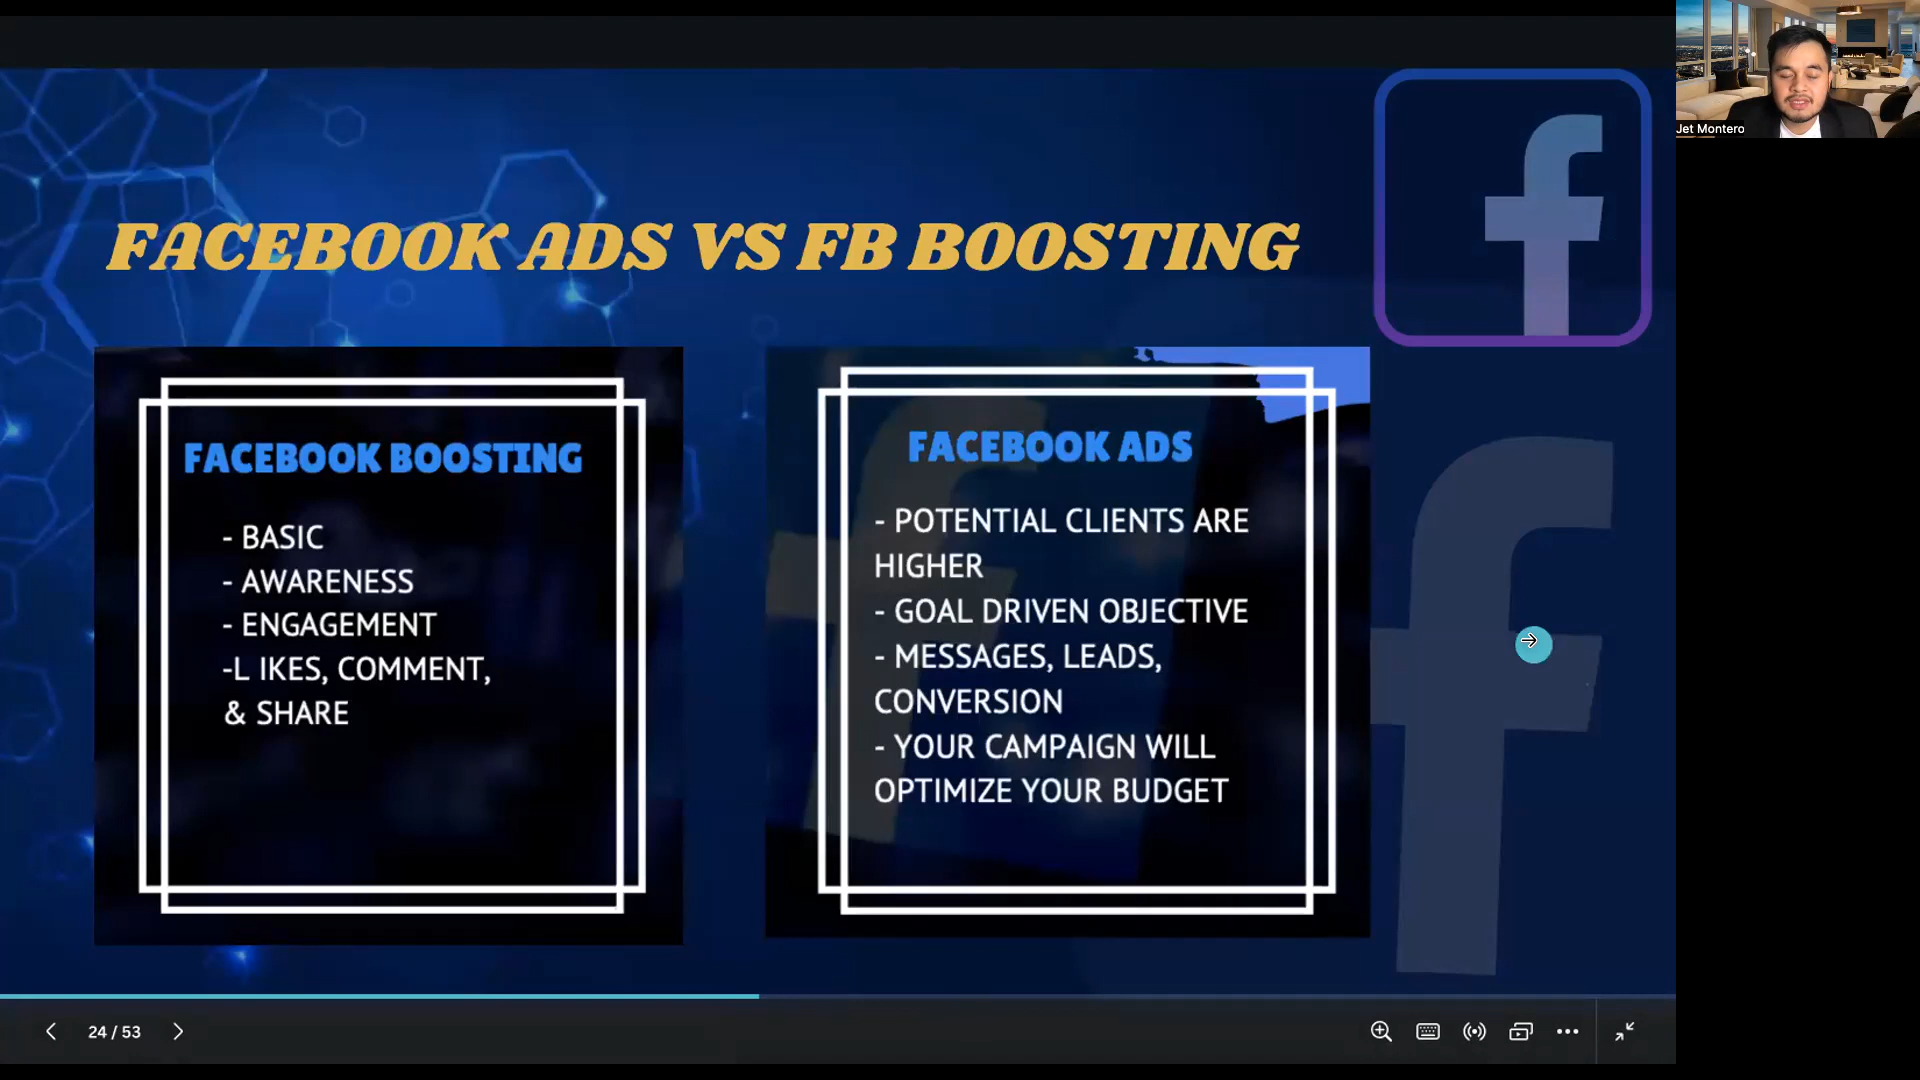 Jet Montero
FACEBOOK ADS VS FB BOOSTING
FACEBOOK BOOSTING
- BASIC
- AWARENESS
- ENGAGEMENT
-L IKES, COMMENT,
& SHARE
FACEBOOK ADS
- POTENTIAL CLIENTS ARE
HIGHER
- GOAL DRIVEN OBJECTIVE
- MESSAGES, LEADS,
CONVERSION
- YOUR CAMPAIGN WILL
OPTIMIZE YOUR BUDGET
24 / 53